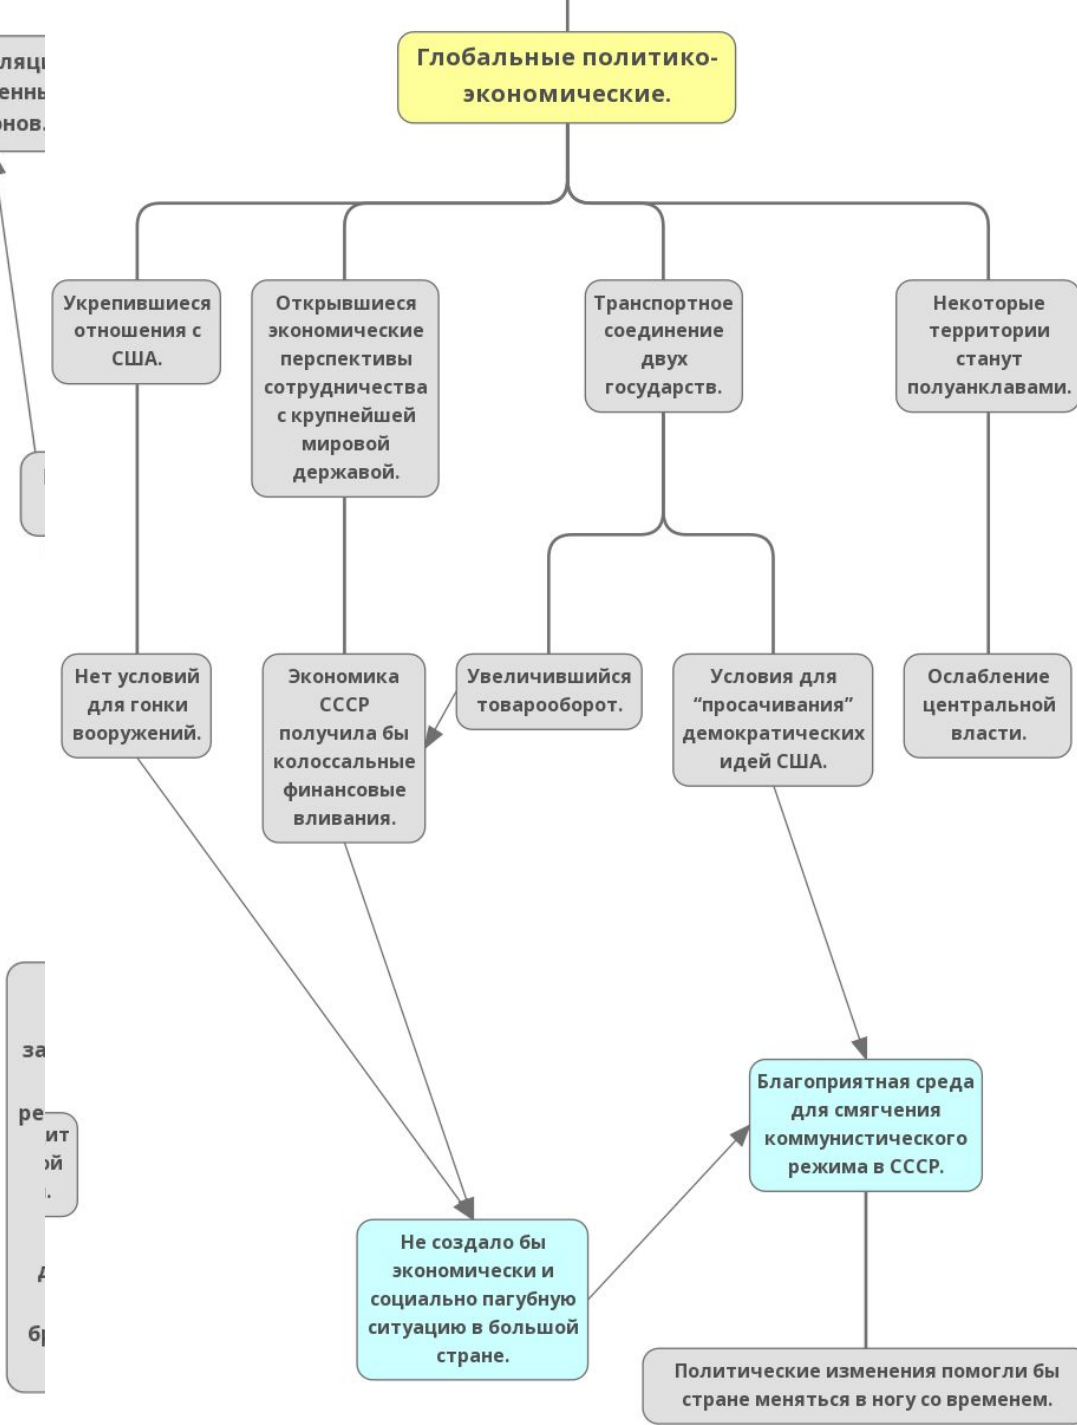 Глобальные политико-
экономические.
Укрепившиеся
отношения с
США.
Открывшиеся
экономические
перспективы
сотрудничества
с крупнейшей
мировой
державой.
Транспортное
соединение
двух
государств.
Некоторые
территории
станут
полуанклавами.
Нет условий
для гонки
вооружений.
Экономика
СССР
получила бы
колоссальные
финансовые
вливания.
Увеличившийся
товарооборот.
Условия для
“просачивания”
демократических
идей США.
Ослабление
центральной
власти.
Благоприятная среда
для смягчения
коммунистического
режима в СССР.
Не создало бы
экономически и
социально пагубную
ситуацию в большой
стране.
Политические изменения помогли бы
стране меняться в ногу со временем.